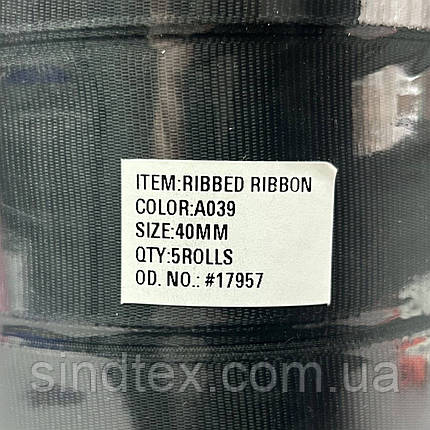 ITEM:RIBBED RIBBON
COLOR:A039
SIZE:40MM
QTY:5ROLLS
OD. NO.: #17957
sindtex.com.ua